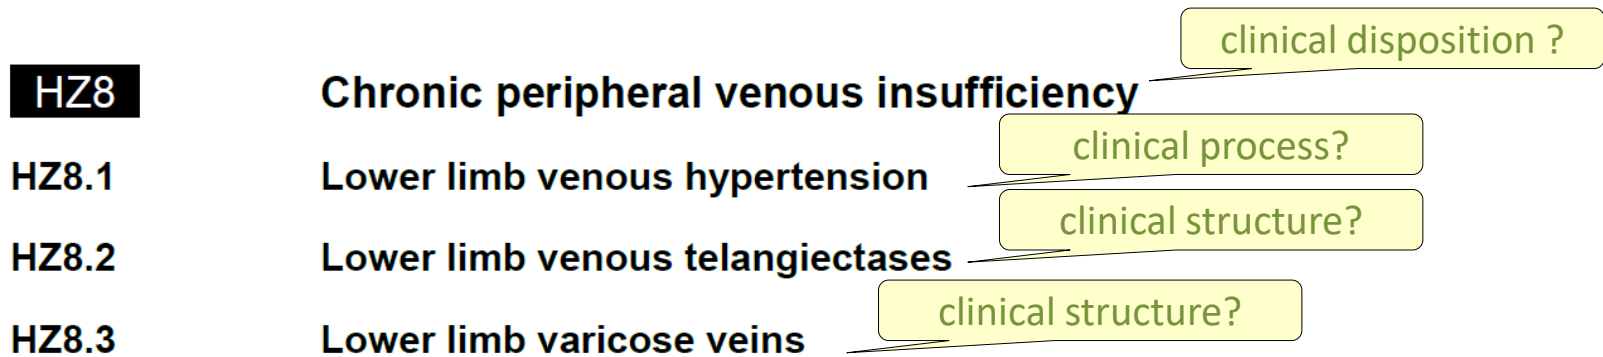 clinical disposition ?
HZ8 Chronic peripheral venous insufficiency
clinical process?
HZ8.1 Lower limb venous hypertension
clinical structure?
HZ8.2 Lower limb venous telangiectases
clinical structure?
HZ8.3 Lower limb varicose veins